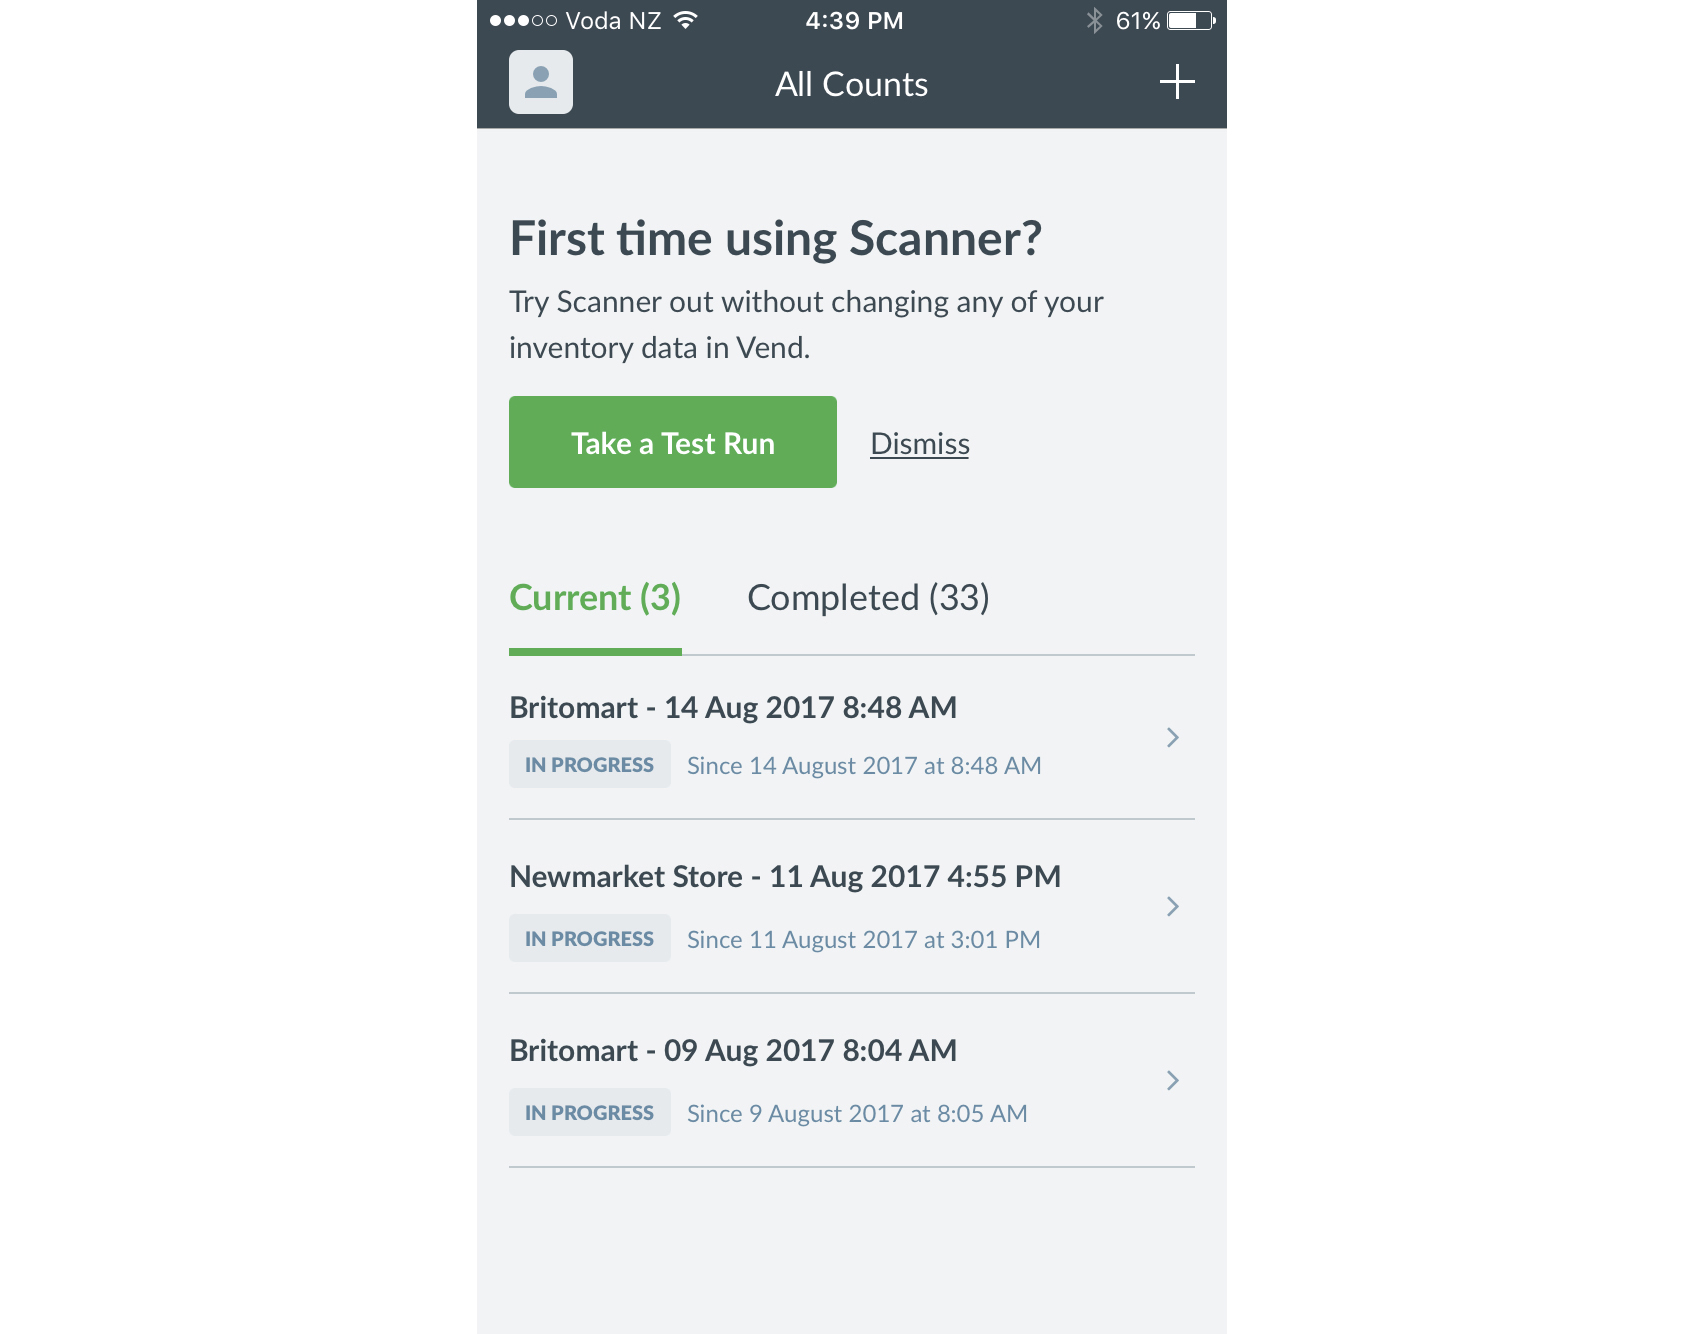 Voda NZ 4:39 PM 61%
All Counts
First time using Scanner?
Try Scanner out without changing any of your
inventory data in Vend.
Take a Test Run Dismiss
Current (3) Completed (33)
Britomart - 14 Aug 2017 8:48 AM
IN PROGRESS Since 14 August 2017 at 8:48 AM
Newmarket Store - 11 Aug 2017 4:55 PM
IN PROGRESS Since 11 August 2017 at 3:01 PM
Britomart - 09 Aug 2017 8:04 AM
IN PROGRESS Since 9 August 2017 at 8:05 AM